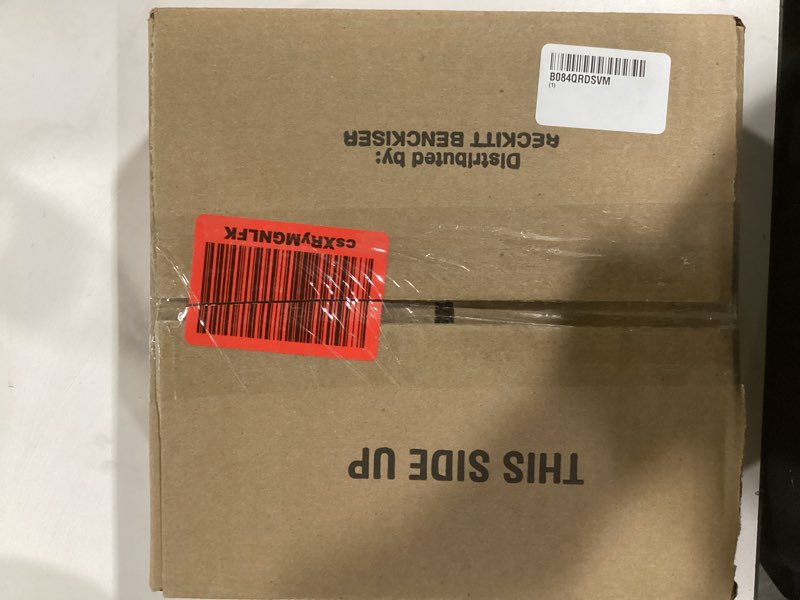 B084QRDSVM
(1)
Distributed by:
RECKITT BENCKISER
csXRyMGNLFK
THIS SIDE UP